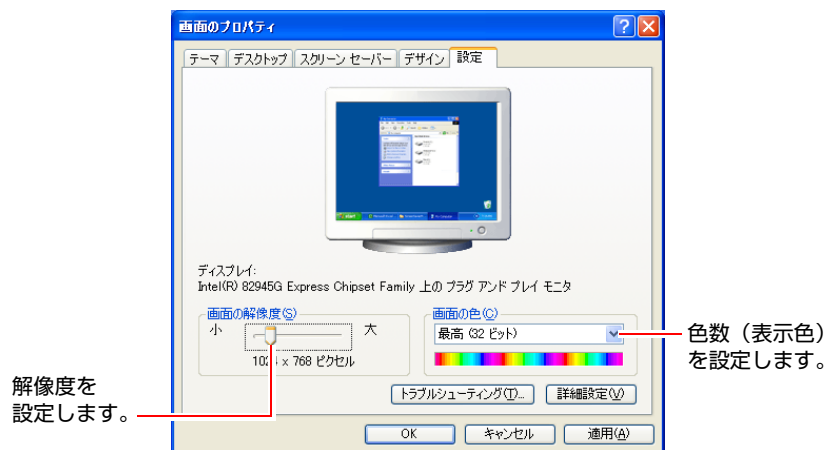 画面のプロパティ
テーマ デスクトップ スクリーン セーバー デザイン 設定
ディスプレイ:
Intel(R) 82945G Express Chipset Family 上の プラグ アンド プレイ モニタ
画面の解像度(S)
小 大
1024 x 768 ピクセル
画面の色(C)
最高 (32 ビット)
色数（表示色）
を設定します。
解像度を
設定します。
トラブルシューティング(T)... 詳細設定(V)
OK キャンセル 適用(A)